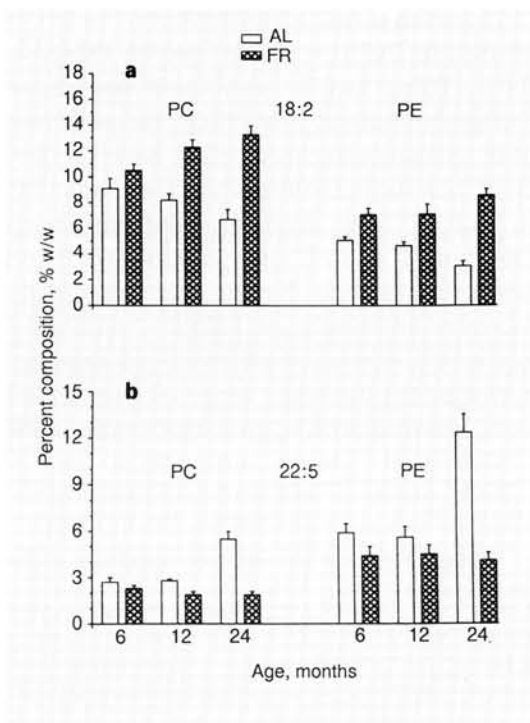 AL
FR
a
18
16
14
12
10
8
6
4
2
0
PC 18:2 PE
Percent composition, % w/w
b
15
12
9
6
3
0
PC 22:5 PE
6 12 24 6 12 24
Age, months